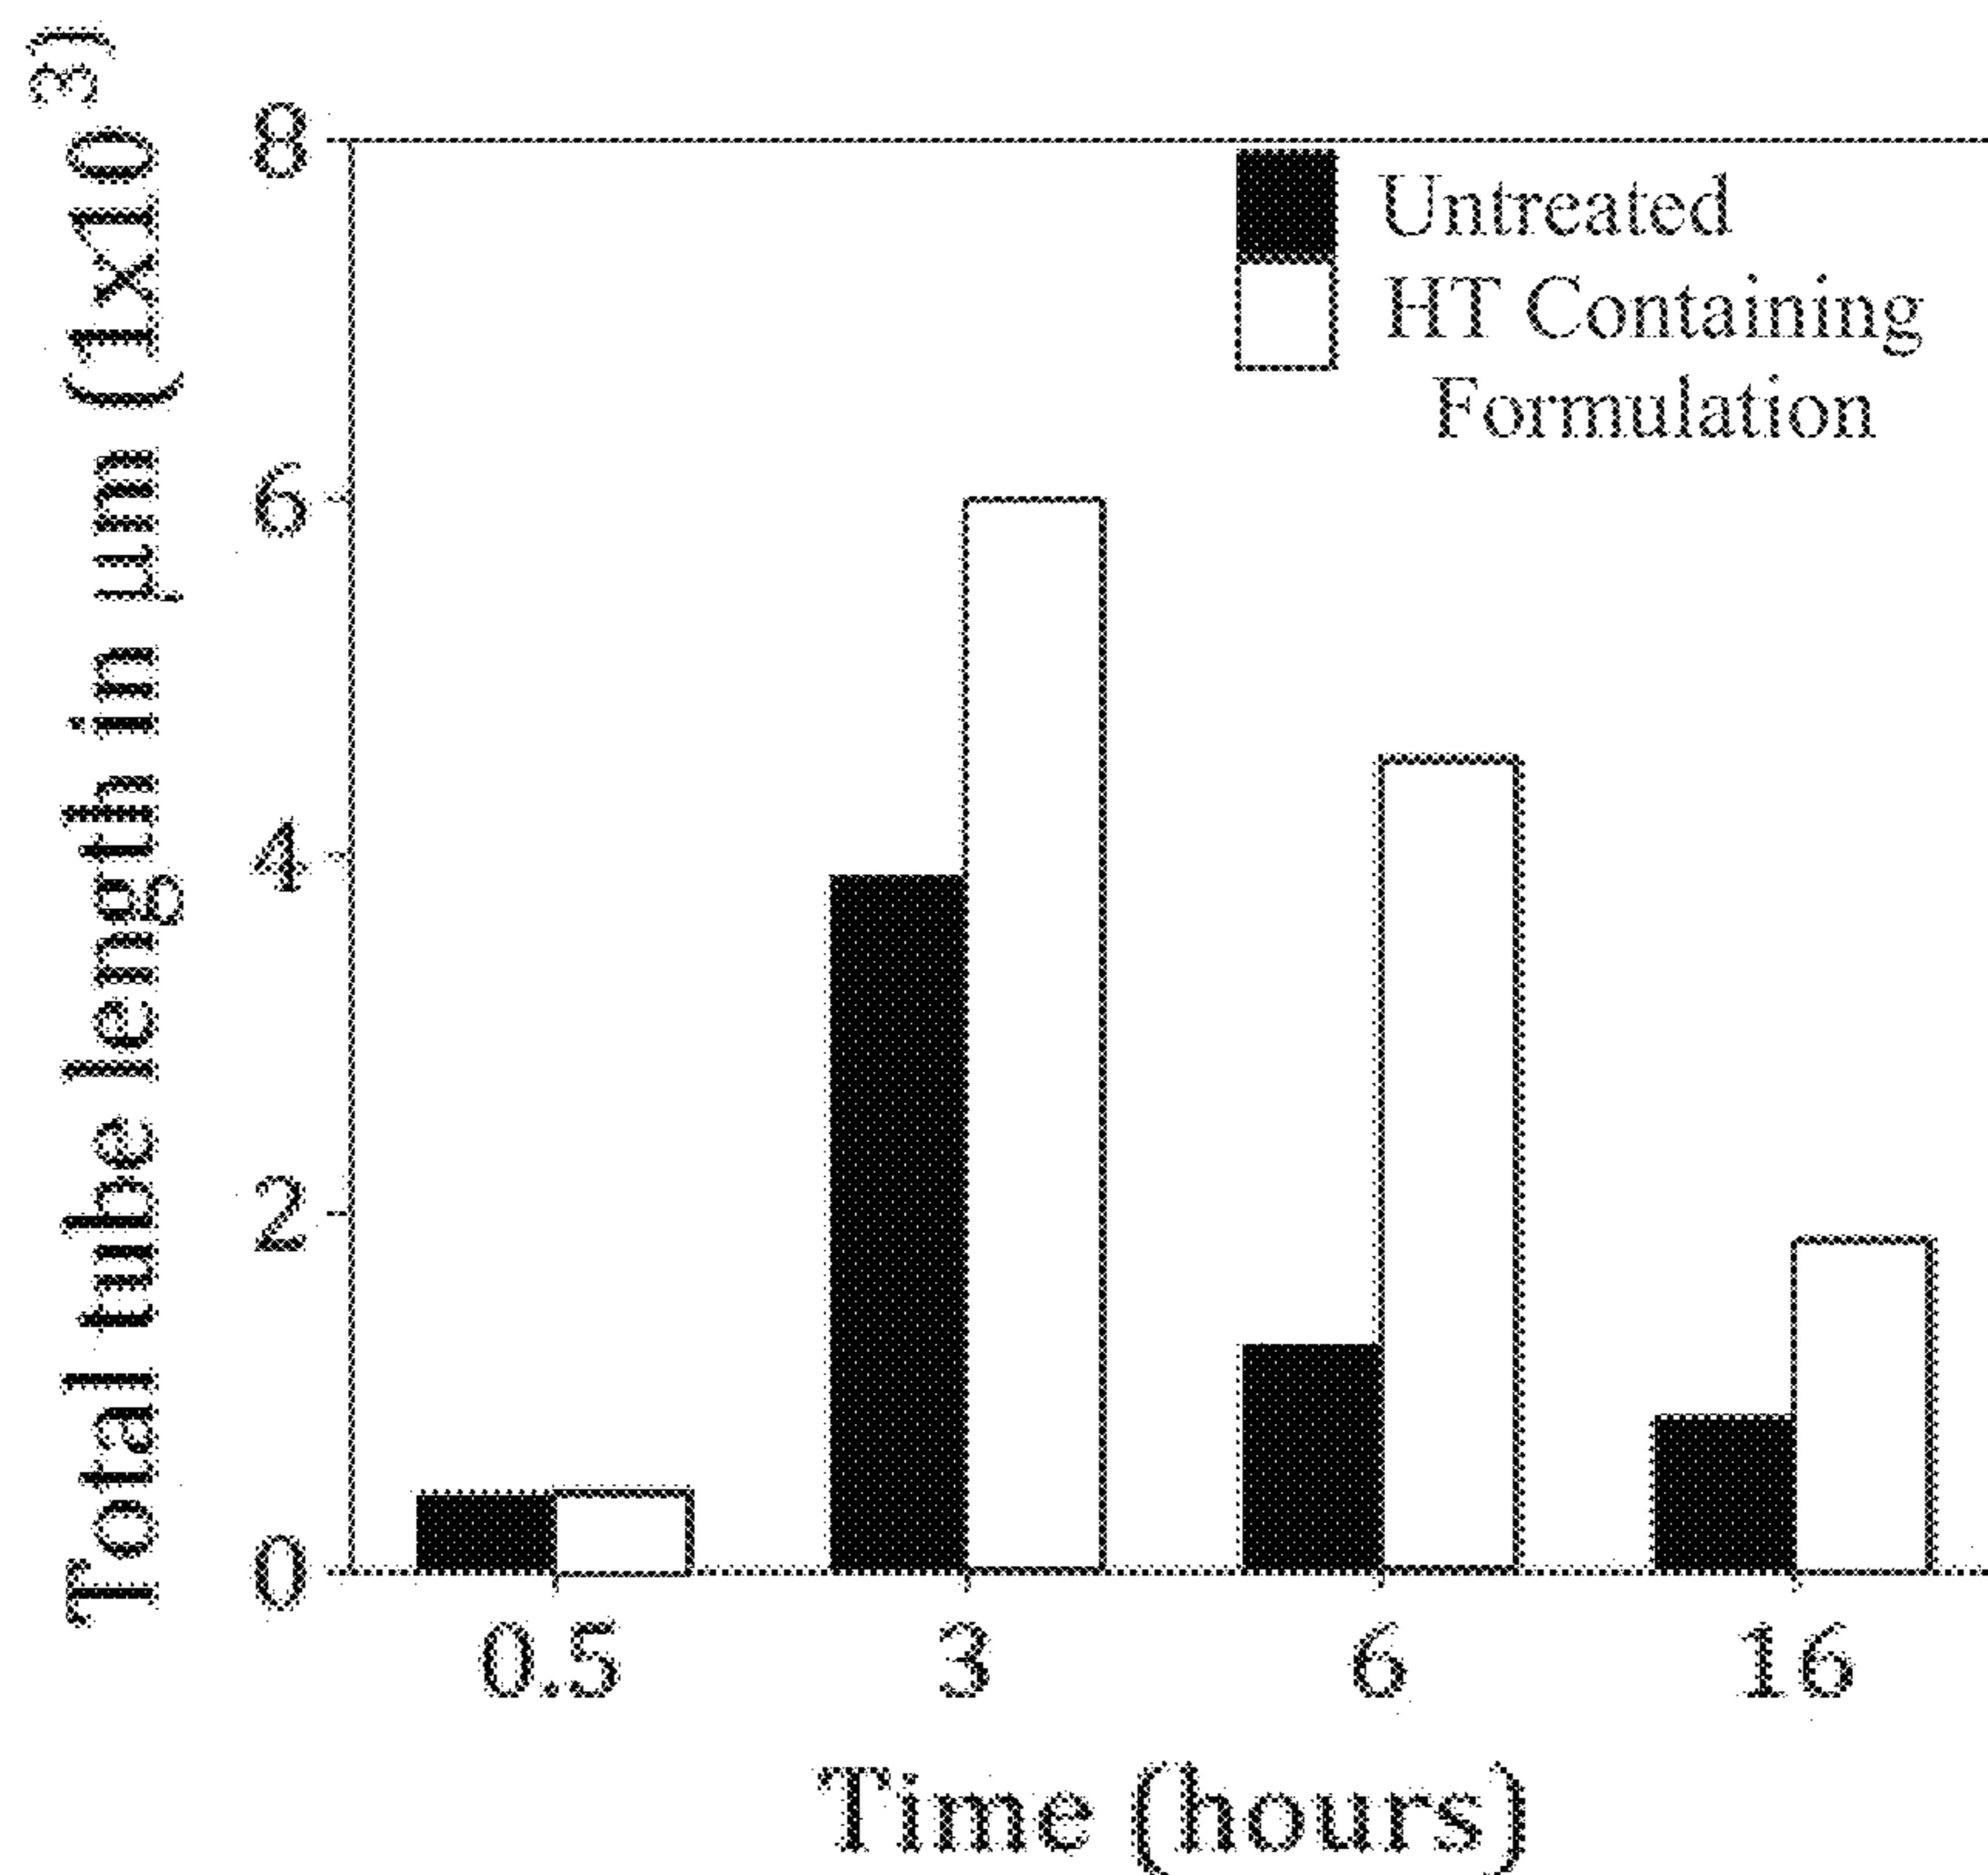 Total tube length in µm (1x10³)
8
6
4
2
0
Untreated
HT Containing
Formulation
0.5 3 6 16
Time (hours)